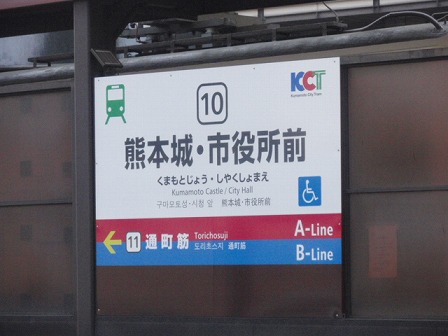 10
KCT
Kumamoto City Tram
熊本城・市役所前
くまもとじょう・しやくしょまえ
Kumamoto Castle / City Hall
구마모토성・시청 앞 熊本城・市役所前
11 通町筋 Torichosuji
도리초스지 通町筋
A-Line
B-Line